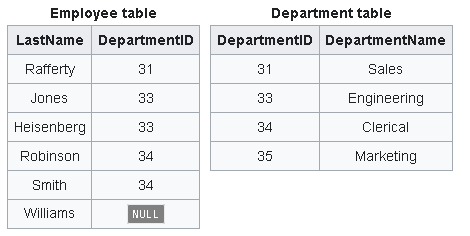 Employee table
LastName DepartmentID
Rafferty 31
Jones 33
Heisenberg 33
Robinson 34
Smith 34
Williams NULL
Department table
DepartmentID DepartmentName
31 Sales
33 Engineering
34 Clerical
35 Marketing